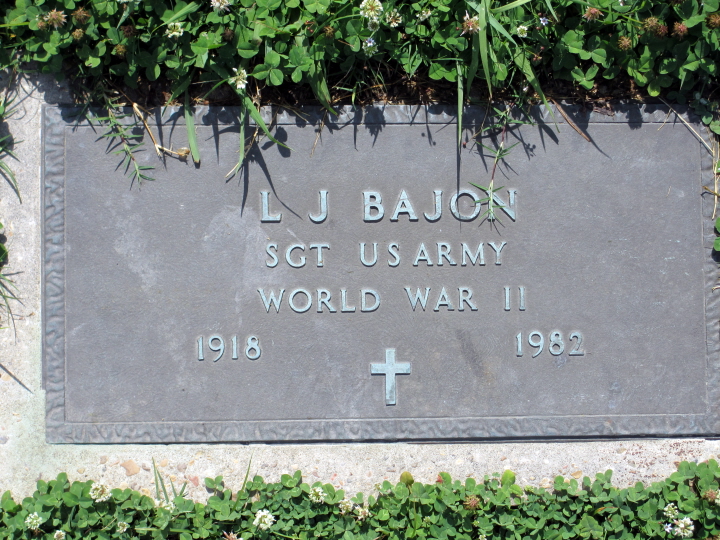 L J BAJON
SGT US ARMY
WORLD WAR II
1918 1982